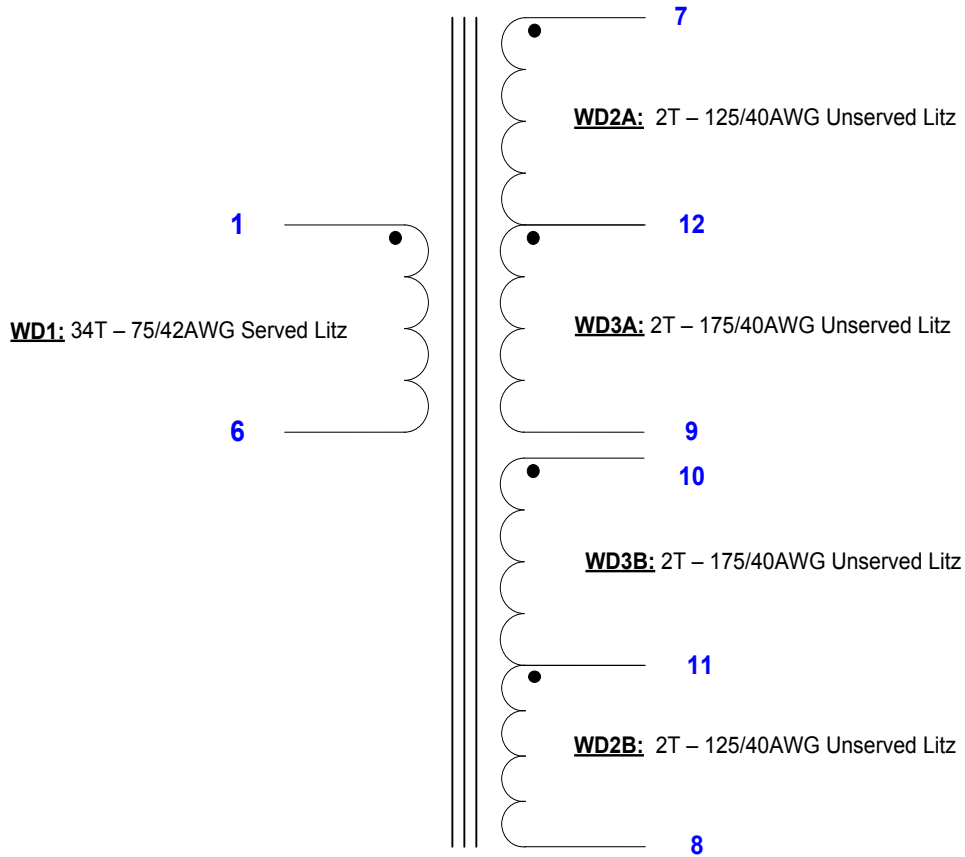 7
WD2A: 2T – 125/40AWG Unserved Litz
1
12
WD1: 34T – 75/42AWG Served Litz
WD3A: 2T – 175/40AWG Unserved Litz
6
9
10
WD3B: 2T – 175/40AWG Unserved Litz
11
WD2B: 2T – 125/40AWG Unserved Litz
8